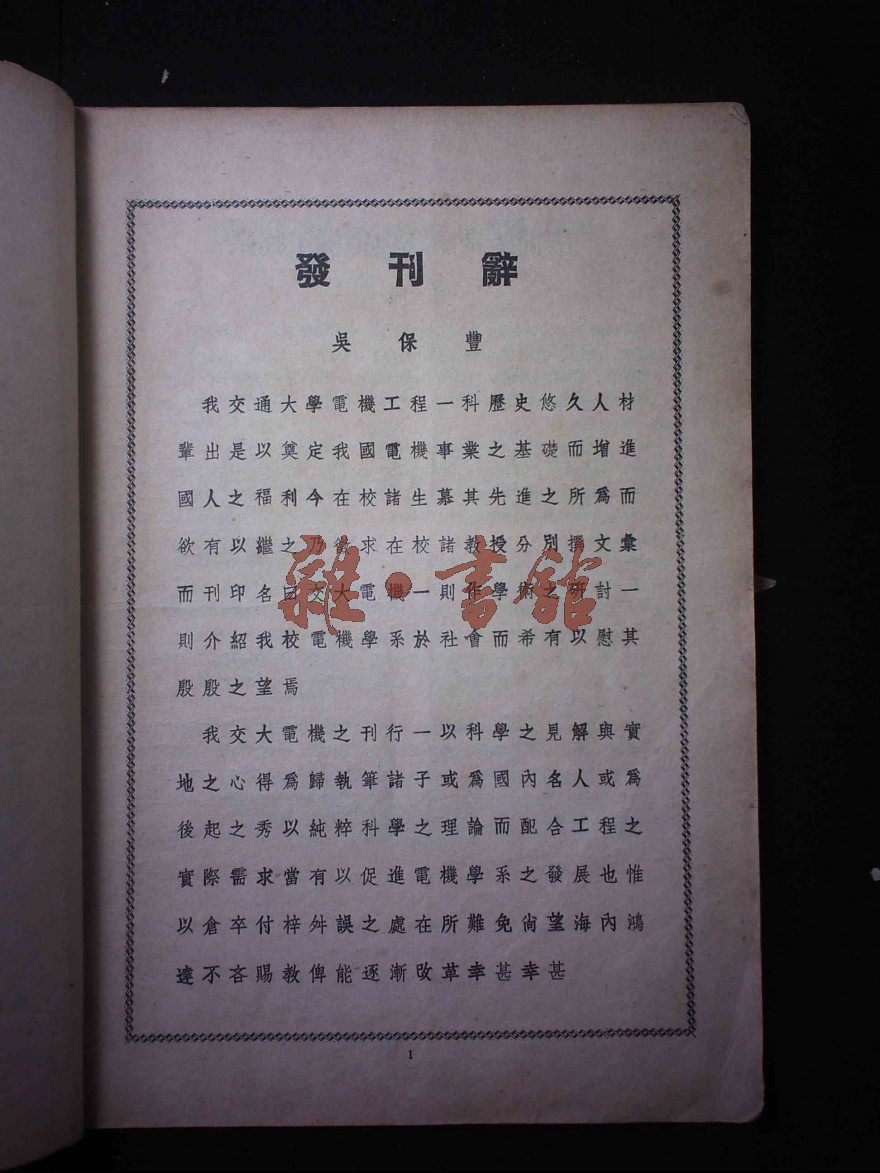 發刊辭
吳保豐
我交通大學電機工程一科歷史悠久人材
輩出是以奠定我國電機事業之基礎而增進
國人之福利今在校諸生慕其先進之所為而
欲有以繼之乃徵求在校諸教授分別撰文彙
而刊印名曰交大電機一則作學術之研討一
則介紹我校電機學系於社會而希有以慰其
殷殷之望焉
我交大電機之刊行一以科學之見解與實
地之心得為歸執筆諸子或為國內名人或為
後起之秀以純粹科學之理論而配合工程之
實際需求當有以促進電機學系之發展也惟
以倉卒付梓舛誤之處在所難免尙望海內鴻
達不吝賜教俾能逐漸改革幸甚幸甚
雜·書館
1